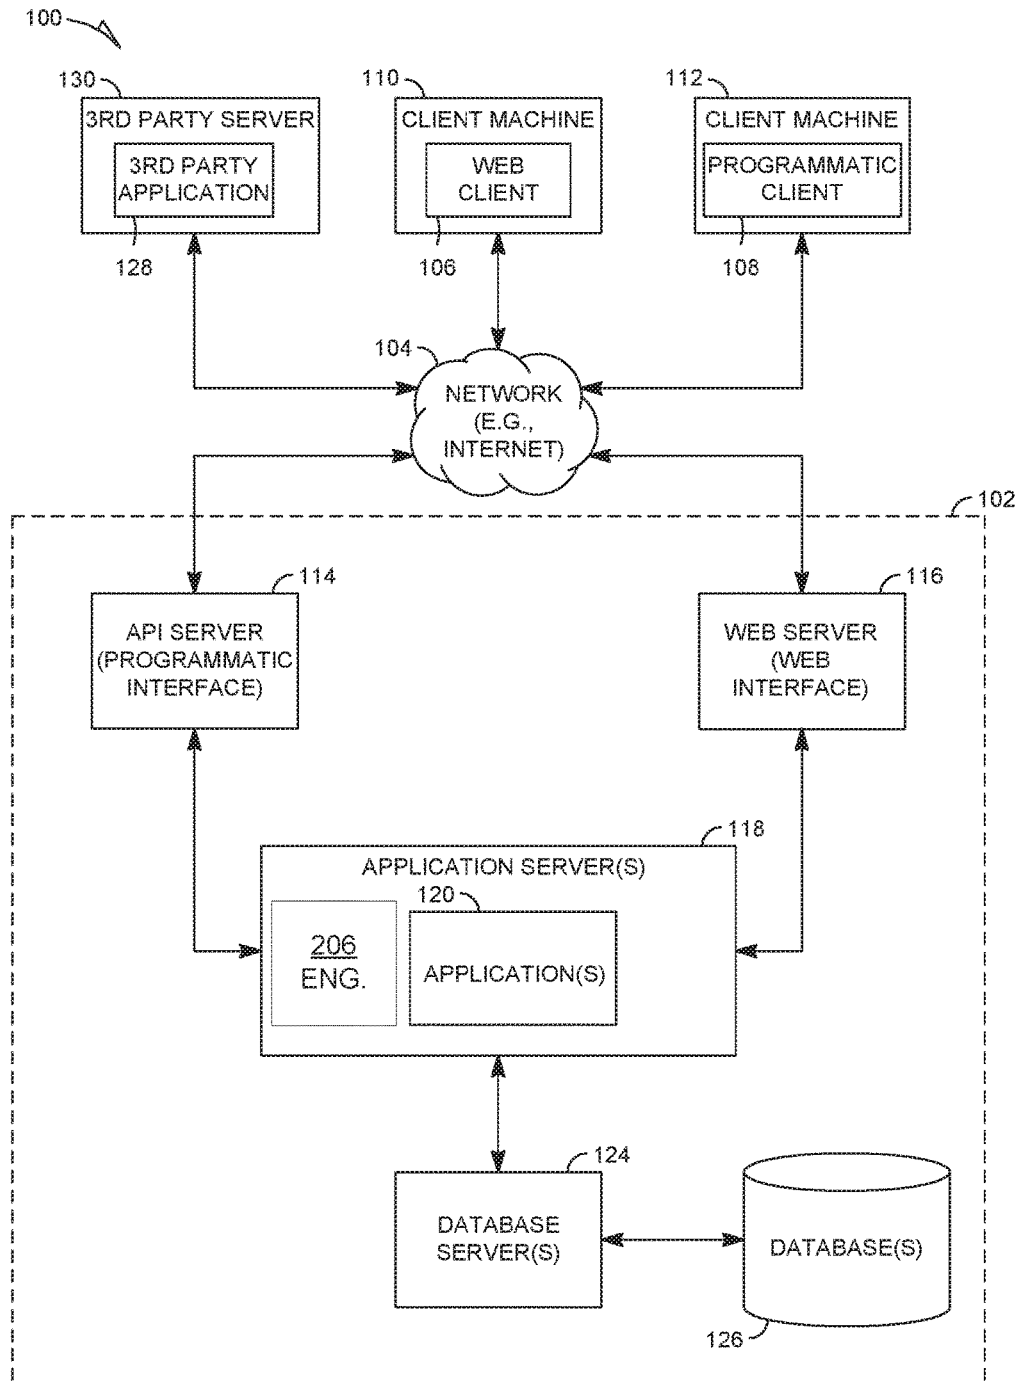 100
130
110
112
3RD PARTY SERVER
3RD PARTY
APPLICATION
CLIENT MACHINE
WEB
CLIENT
CLIENT MACHINE
PROGRAMMATIC
CLIENT
128
106
108
104
NETWORK
(E.G.,
INTERNET)
102
114
116
API SERVER
(PROGRAMMATIC
INTERFACE)
WEB SERVER
(WEB
INTERFACE)
118
APPLICATION SERVER(S)
120
206
ENG.
APPLICATION(S)
124
DATABASE
SERVER(S)
DATABASE(S)
126